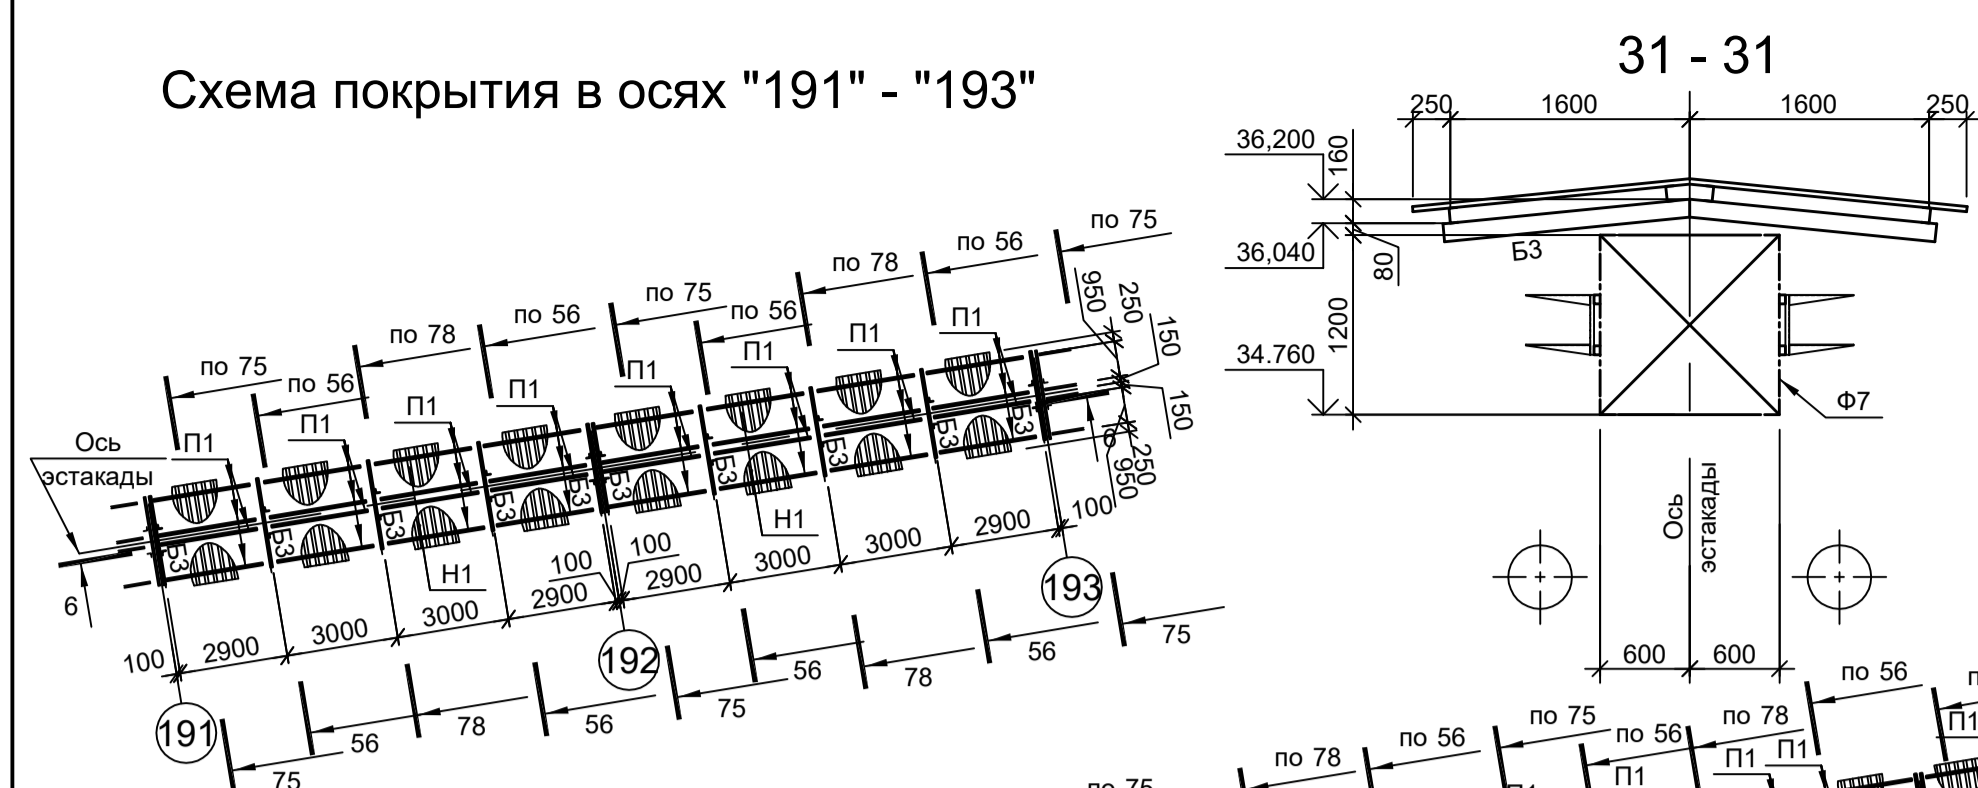 Схема покрытия в осях "191" - "193"
31 - 31
250
1600
1600
250
36,200
160
36,040
80
Б3
1200
34.760
Ф7
Ось
эстакады
600
600
по 75
по 56
по 78
по 56
по 75
по 56
по 78
по 56
по 75
950
250
150
150
250
950
6
100
Ось
эстакады
П1
П1
П1
П1
П1
П1
П1
П1
Б3
Б3
Б3
Б3
Б3
Б3
Б3
Б3
Б3
Б3
Н1
Н1
6
100
2900
3000
3000
2900
100
100
2900
3000
3000
2900
191
192
193
75
56
78
56
75
56
78
56
75
по 75
по 78
по 56
по 75
по 56
по 78
по 56
П1
П1
П1
П1
П1